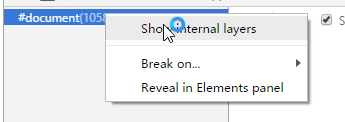 #document(1058
Show internal layers
Break on...
Reveal in Elements panel